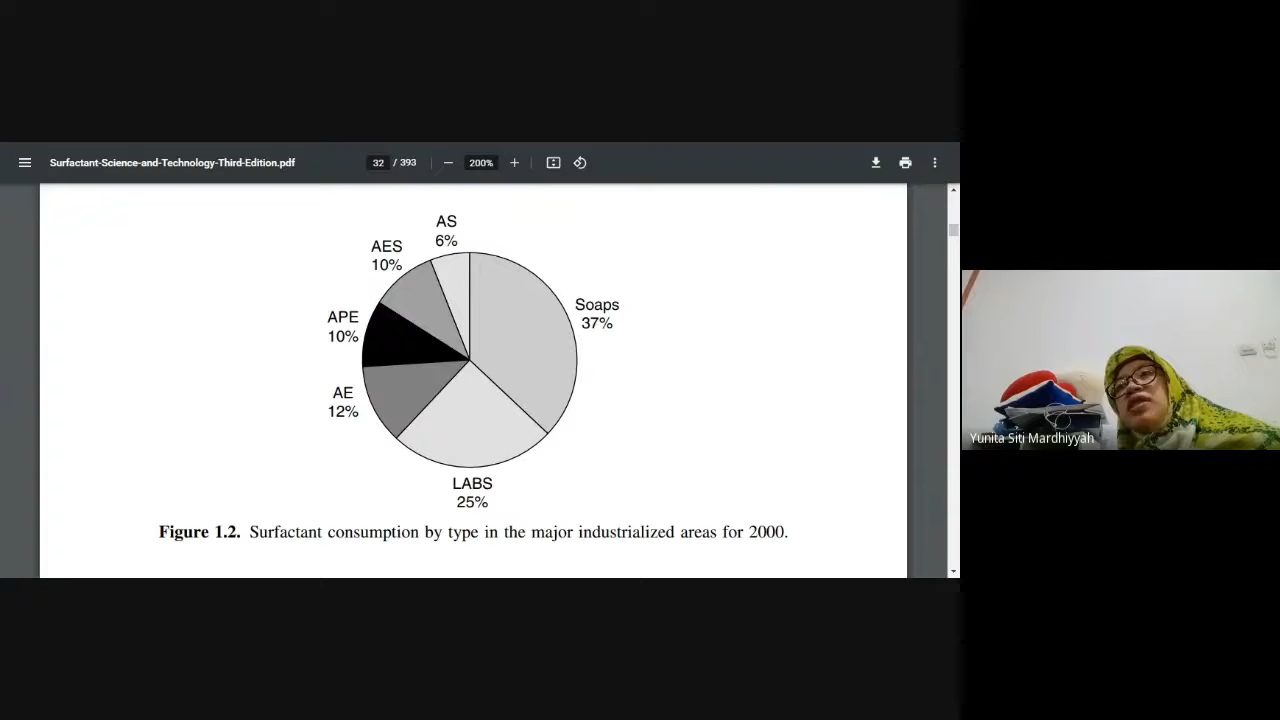 Surfactant-Science-and-Technology-Third-Edition.pdf
32 / 393
200%
AS
6%
AES
10%
APE
10%
AE
12%
Soaps
37%
LABS
25%
Figure 1.2. Surfactant consumption by type in the major industrialized areas for 2000.
Yunita Siti Mardhiyyah